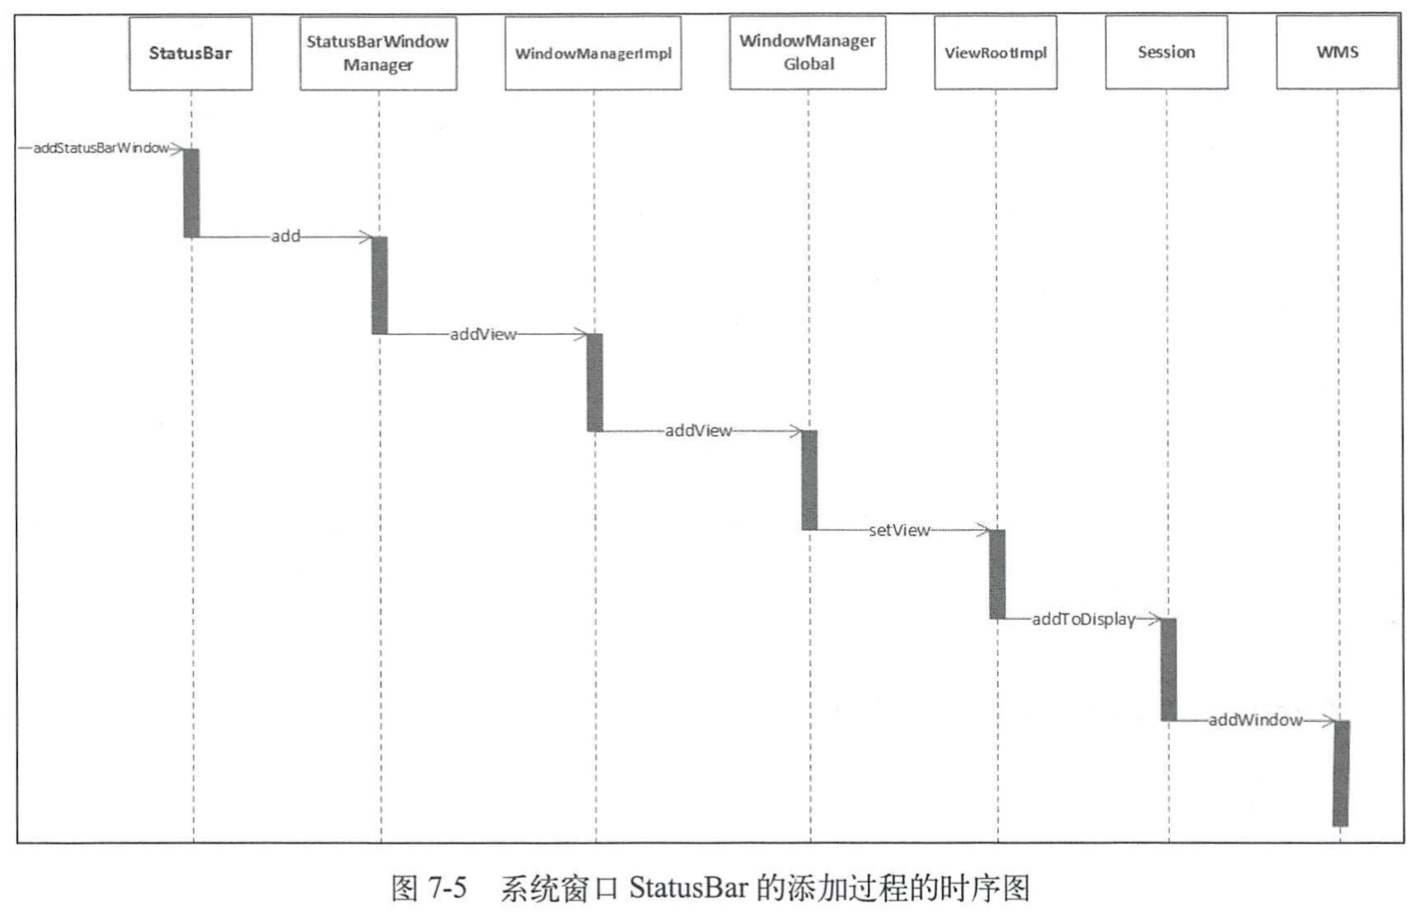 StatusBar
StatusBarWindow
Manager
WindowManagerImpl
WindowManager
Global
ViewRootImpl
Session
WMS
addStatusBarWindow
add
addView
addView
setView
addToDisplay
addWindow
图 7-5 系统窗口 StatusBar 的添加过程的时序图